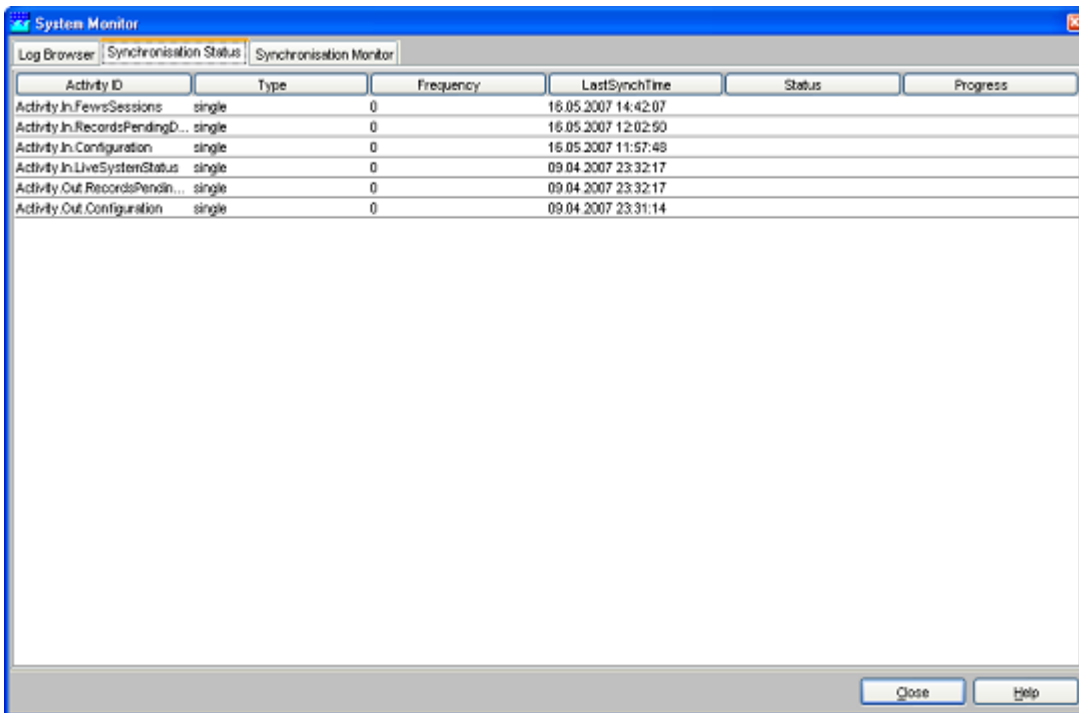 System Monitor
Log Browser Synchronisation Status Synchronisation Monitor
Activity ID Type Frequency LastSynchTime Status Progress
Activity.In.FewsSessions single 0 16.05.2007 14:42:07
Activity.In.RecordsPendingD... single 0 16.05.2007 12:02:50
Activity.In.Configuration single 0 16.05.2007 11:57:48
Activity.In.LiveSystemStatus single 0 09.04.2007 23:32:17
Activity.Out.RecordsPendin... single 0 09.04.2007 23:32:17
Activity.Out.Configuration single 0 09.04.2007 23:31:14
Close Help